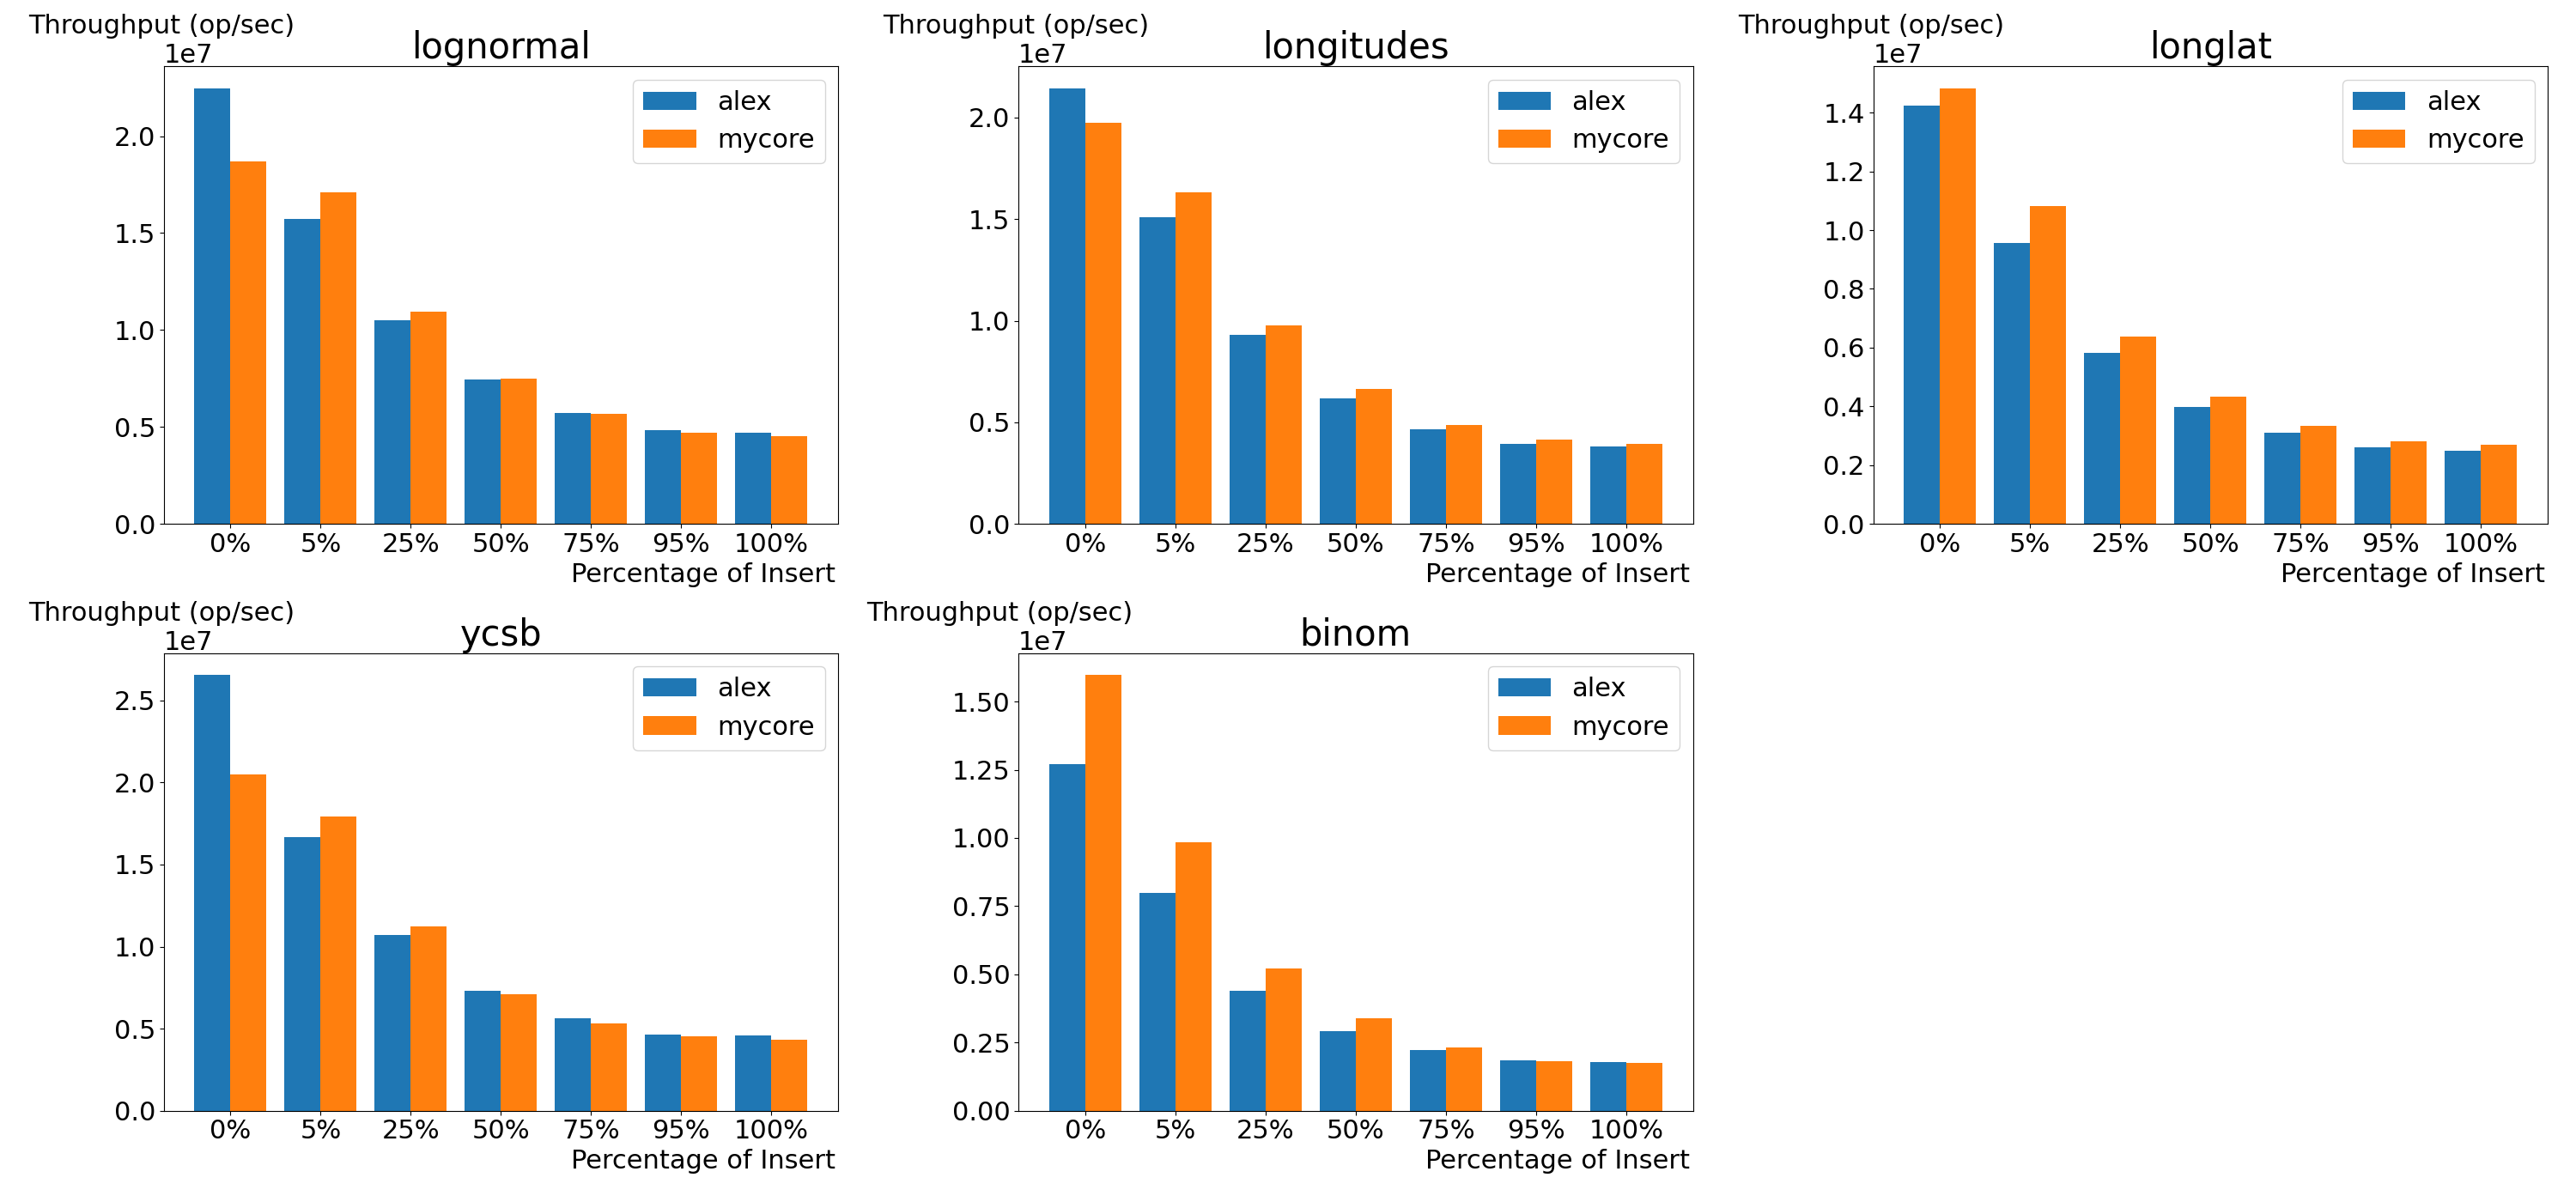 Throughput (op/sec)
1e7
lognormal
alex
mycore
2.0
1.5
1.0
0.5
0.0
0% 5% 25% 50% 75% 95% 100%
Percentage of Insert
Throughput (op/sec)
1e7
longitudes
alex
mycore
2.0
1.5
1.0
0.5
0.0
0% 5% 25% 50% 75% 95% 100%
Percentage of Insert
Throughput (op/sec)
1e7
longlat
alex
mycore
1.4
1.2
1.0
0.8
0.6
0.4
0.2
0.0
0% 5% 25% 50% 75% 95% 100%
Percentage of Insert
Throughput (op/sec)
1e7
ycsb
alex
mycore
2.5
2.0
1.5
1.0
0.5
0.0
0% 5% 25% 50% 75% 95% 100%
Percentage of Insert
Throughput (op/sec)
1e7
binom
alex
mycore
1.50
1.25
1.00
0.75
0.50
0.25
0.00
0% 5% 25% 50% 75% 95% 100%
Percentage of Insert